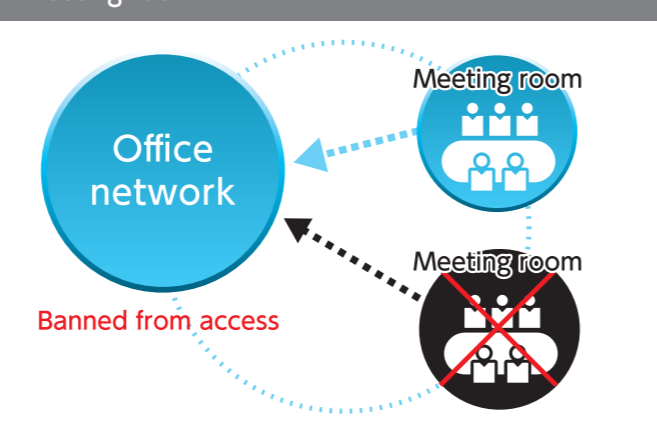 Meeting room
Office
network
Meeting room
Banned from access